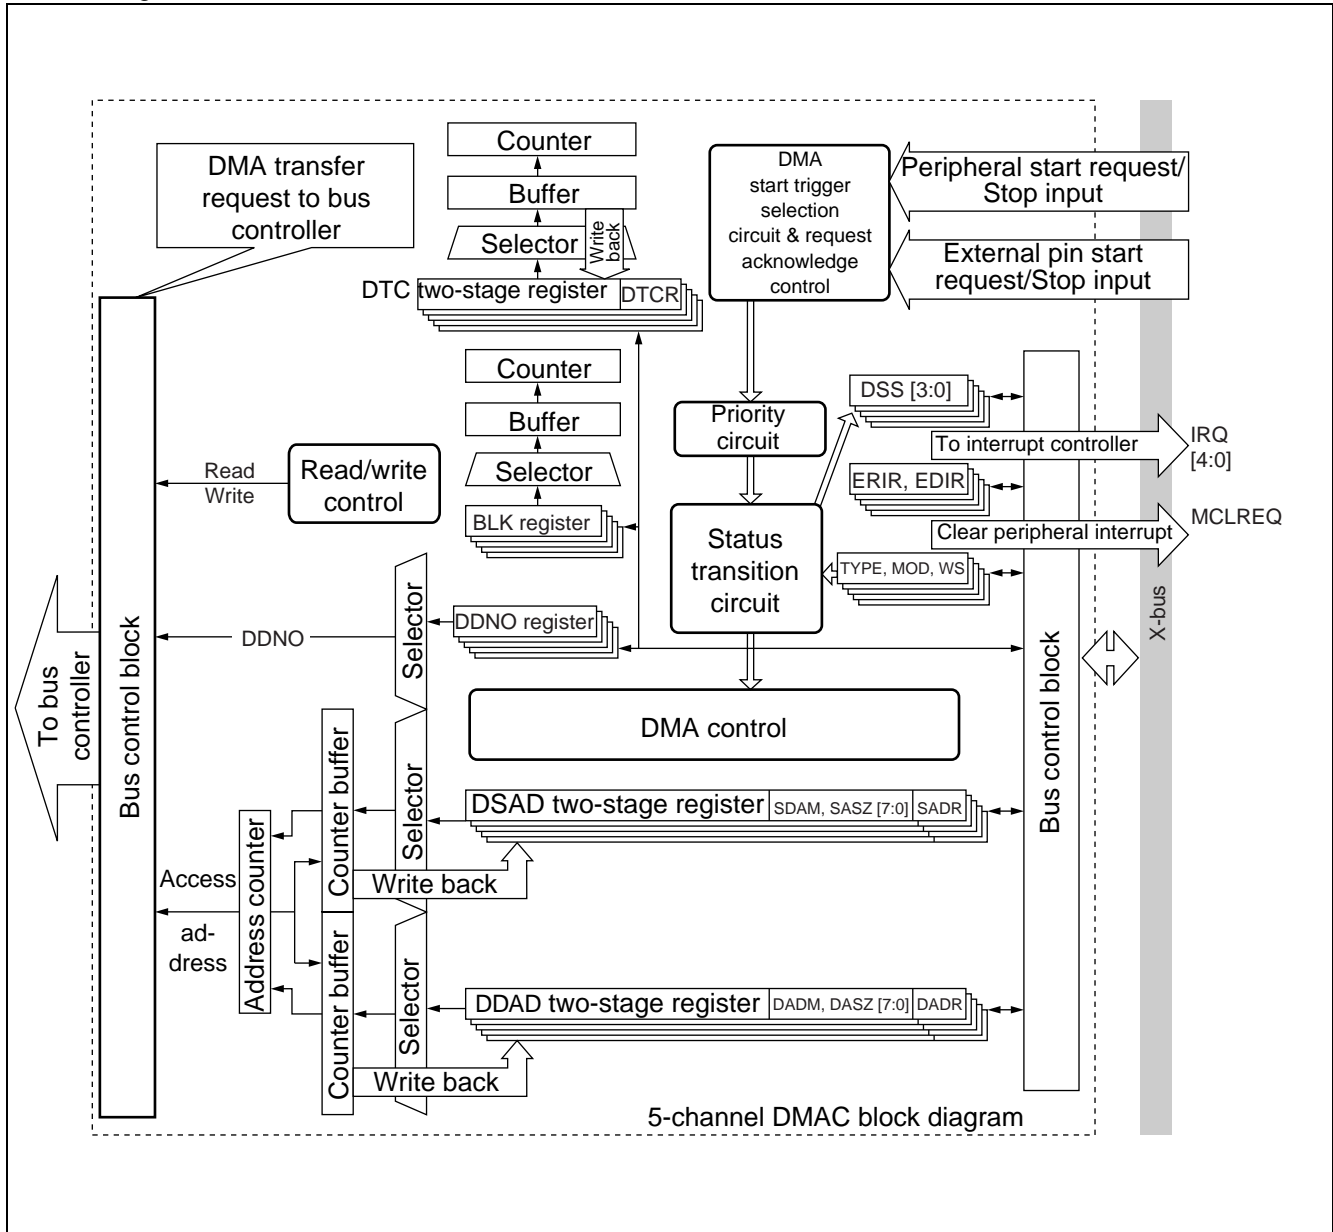 Counter
DMA transfer
request to bus
controller
Buffer
Selector
Write
back
DTC two-stage register
DTCR
DMA
start trigger
selection
circuit & request
acknowledge
control
Peripheral start request/
Stop input
External pin start
request/Stop input
Counter
Buffer
Selector
BLK register
Priority
circuit
DSS [3:0]
To interrupt controller
IRQ
[4:0]
Read
Write
Read/write
control
ERIR, EDIR
Clear peripheral interrupt
MCLREQ
Status
transition
circuit
TYPE, MOD, WS
X-bus
To bus
controller
Bus control block
DDNO
Selector
DDNO register
Bus control block
DMA control
Counter buffer
Selector
DSAD two-stage register
SDAM, SASZ [7:0]
SADR
Write back
Access
ad-
dress
Address counter
Counter buffer
Selector
DDAD two-stage register
DADM, DASZ [7:0]
DADR
Write back
5-channel DMAC block diagram